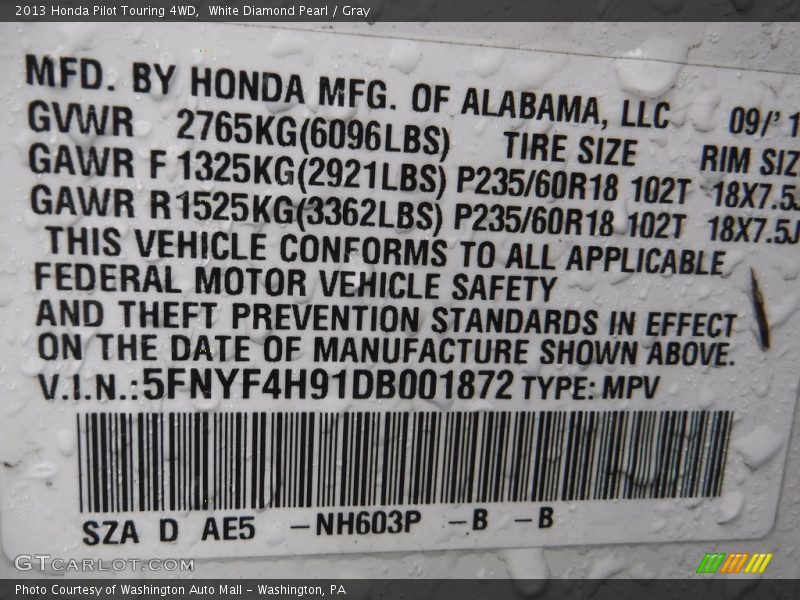 2013 Honda Pilot Touring 4WD, White Diamond Pearl / Gray
MFD. BY HONDA MFG. OF ALABAMA, LLC 09/' 1
GVWR 2765KG(6096LBS) TIRE SIZE RIM SIZ
GAWR F 1325KG(2921LBS) P235/60R18 102T 18X7.5J
GAWR R 1525KG(3362LBS) P235/60R18 102T 18X7.5J
THIS VEHICLE CONFORMS TO ALL APPLICABLE
FEDERAL MOTOR VEHICLE SAFETY
AND THEFT PREVENTION STANDARDS IN EFFECT
ON THE DATE OF MANUFACTURE SHOWN ABOVE.
V.I.N.:5FNYF4H91DB001872 TYPE: MPV
SZA D AE5 –NH603P –B –B
GTCARLOT.COM
Photo Courtesy of Washington Auto Mall – Washington, PA